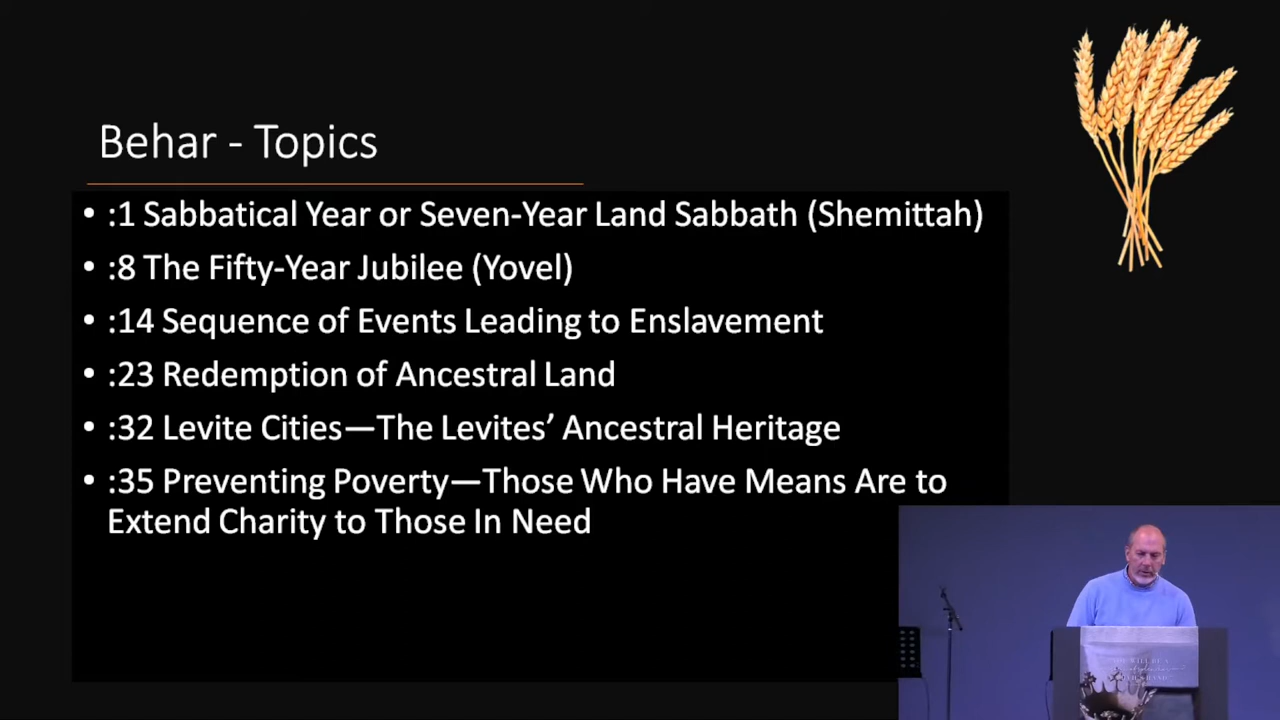 Behar - Topics
• :1 Sabbatical Year or Seven-Year Land Sabbath (Shemittah)
• :8 The Fifty-Year Jubilee (Yovel)
• :14 Sequence of Events Leading to Enslavement
• :23 Redemption of Ancestral Land
• :32 Levite Cities—The Levites’ Ancestral Heritage
• :35 Preventing Poverty—Those Who Have Means Are to
Extend Charity to Those In Need
WILL BE A